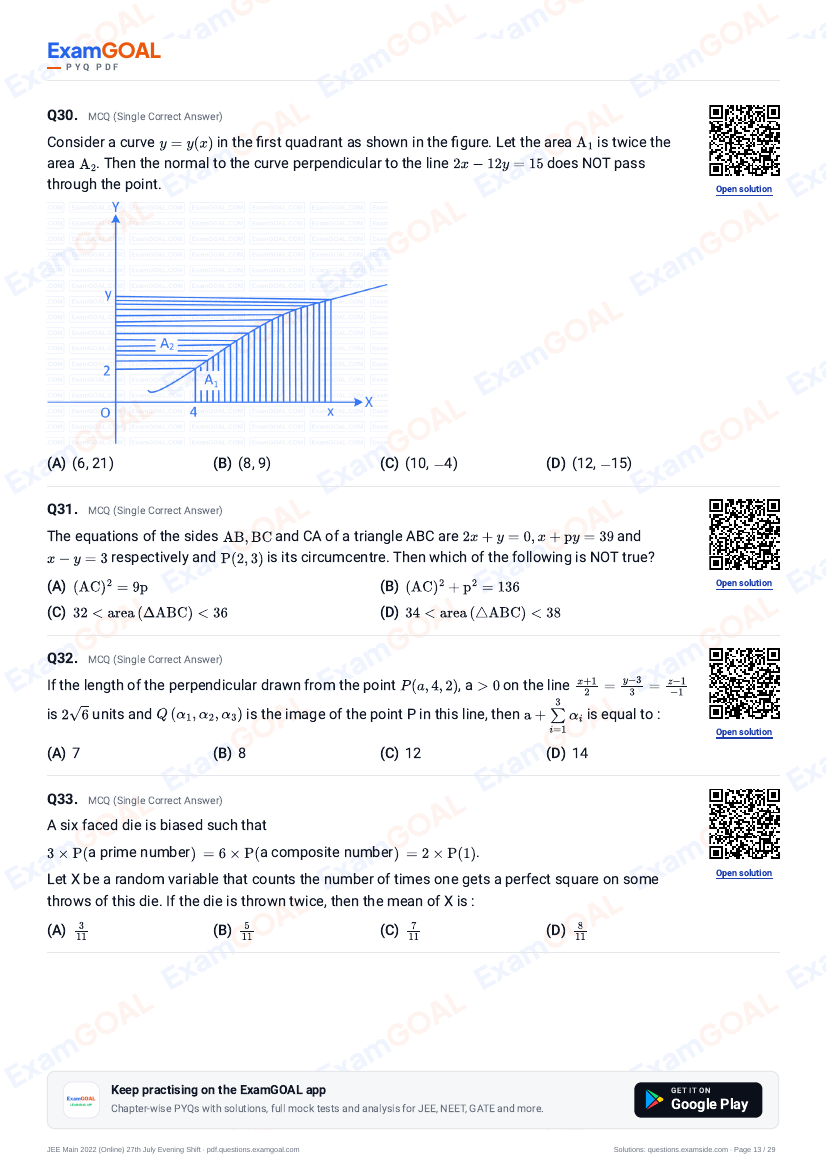 ExamGOAL
PYQ PDF
Q30. MCQ (Single Correct Answer)
Consider a curve y = y(x) in the first quadrant as shown in the figure. Let the area A₁ is twice the
area A₂. Then the normal to the curve perpendicular to the line 2x − 12y = 15 does NOT pass
through the point.
Open solution
Y
y
A₂
2
A₁
O 4 x X
(A) (6, 21) (B) (8, 9) (C) (10, −4) (D) (12, −15)
Q31. MCQ (Single Correct Answer)
The equations of the sides AB, BC and CA of a triangle ABC are 2x + y = 0, x + py = 39 and
x − y = 3 respectively and P(2, 3) is its circumcentre. Then which of the following is NOT true?
Open solution
(A) (AC)² = 9p (B) (AC)² + p² = 136
(C) 32 < area (ΔABC) < 36 (D) 34 < area (△ABC) < 38
Q32. MCQ (Single Correct Answer)
If the length of the perpendicular drawn from the point P(a, 4, 2), a > 0 on the line (x+1)/2 = (y−3)/3 = (z−1)/−1
is 2√6 units and Q (α₁, α₂, α₃) is the image of the point P in this line, then a + ∑_{i=1}^{3} αᵢ is equal to :
Open solution
(A) 7 (B) 8 (C) 12 (D) 14
Q33. MCQ (Single Correct Answer)
A six faced die is biased such that
3 × P(a prime number) = 6 × P(a composite number) = 2 × P(1).
Let X be a random variable that counts the number of times one gets a perfect square on some
throws of this die. If the die is thrown twice, then the mean of X is :
Open solution
(A) 3/11 (B) 5/11 (C) 7/11 (D) 8/11
Keep practising on the ExamGOAL app
Chapter-wise PYQs with solutions, full mock tests and analysis for JEE, NEET, GATE and more.
GET IT ON
Google Play
JEE Main 2022 (Online) 27th July Evening Shift · pdf.questions.examgoal.com Solutions: questions.examside.com · Page 13 / 29